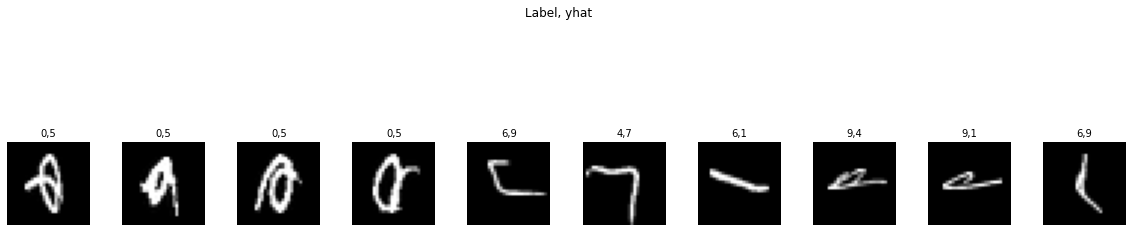 Label, yhat
0,5 0,5 0,5 0,5 6,9 4,7 6,1 9,4 9,1 6,9